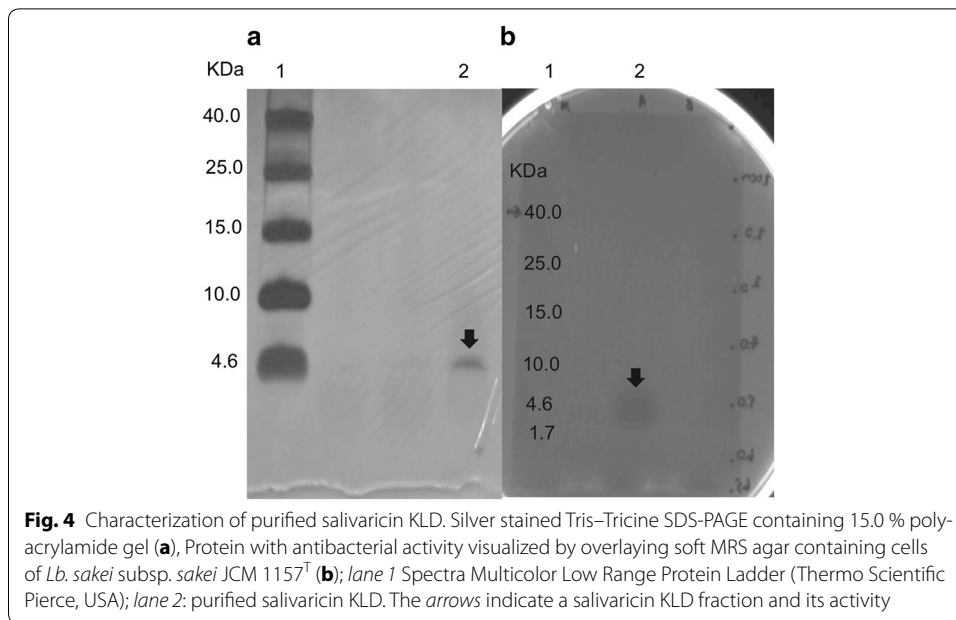 a b
KDa 1 2 1 2
40.0
25.0
15.0
10.0
4.6
KDa
40.0
25.0
15.0
10.0
4.6
1.7
Fig. 4 Characterization of purified salivaricin KLD. Silver stained Tris–Tricine SDS-PAGE containing 15.0 % poly-
acrylamide gel (a), Protein with antibacterial activity visualized by overlaying soft MRS agar containing cells
of Lb. sakei subsp. sakei JCM 1157ᵀ (b); lane 1 Spectra Multicolor Low Range Protein Ladder (Thermo Scientific
Pierce, USA); lane 2: purified salivaricin KLD. The arrows indicate a salivaricin KLD fraction and its activity